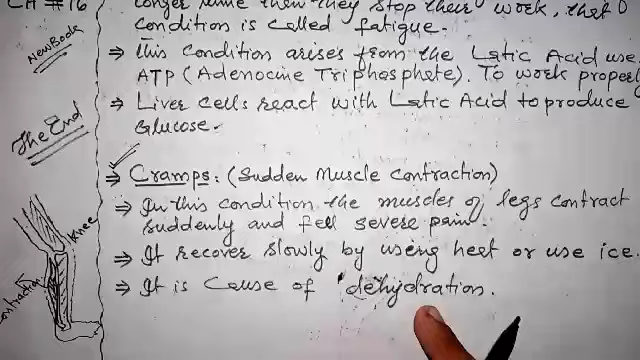 CH # 16
longer time then they stop their work, that
condition is called fatigue.
New Book
⇒ This condition arises from the Latic Acid use
ATP (Adenocine Triphosphete). To work properl
⇒ Liver cells react with Latic Acid to produce
Glucose.
The End
⇒ Cramps: (Sudden Muscle contraction)
⇒ In this condition the muscles of legs contract
suddenly and fell severe pain.
Knee
⇒ It recover slowly by using heet or use ice.
contraction
⇒ It is Cause of dehydration.